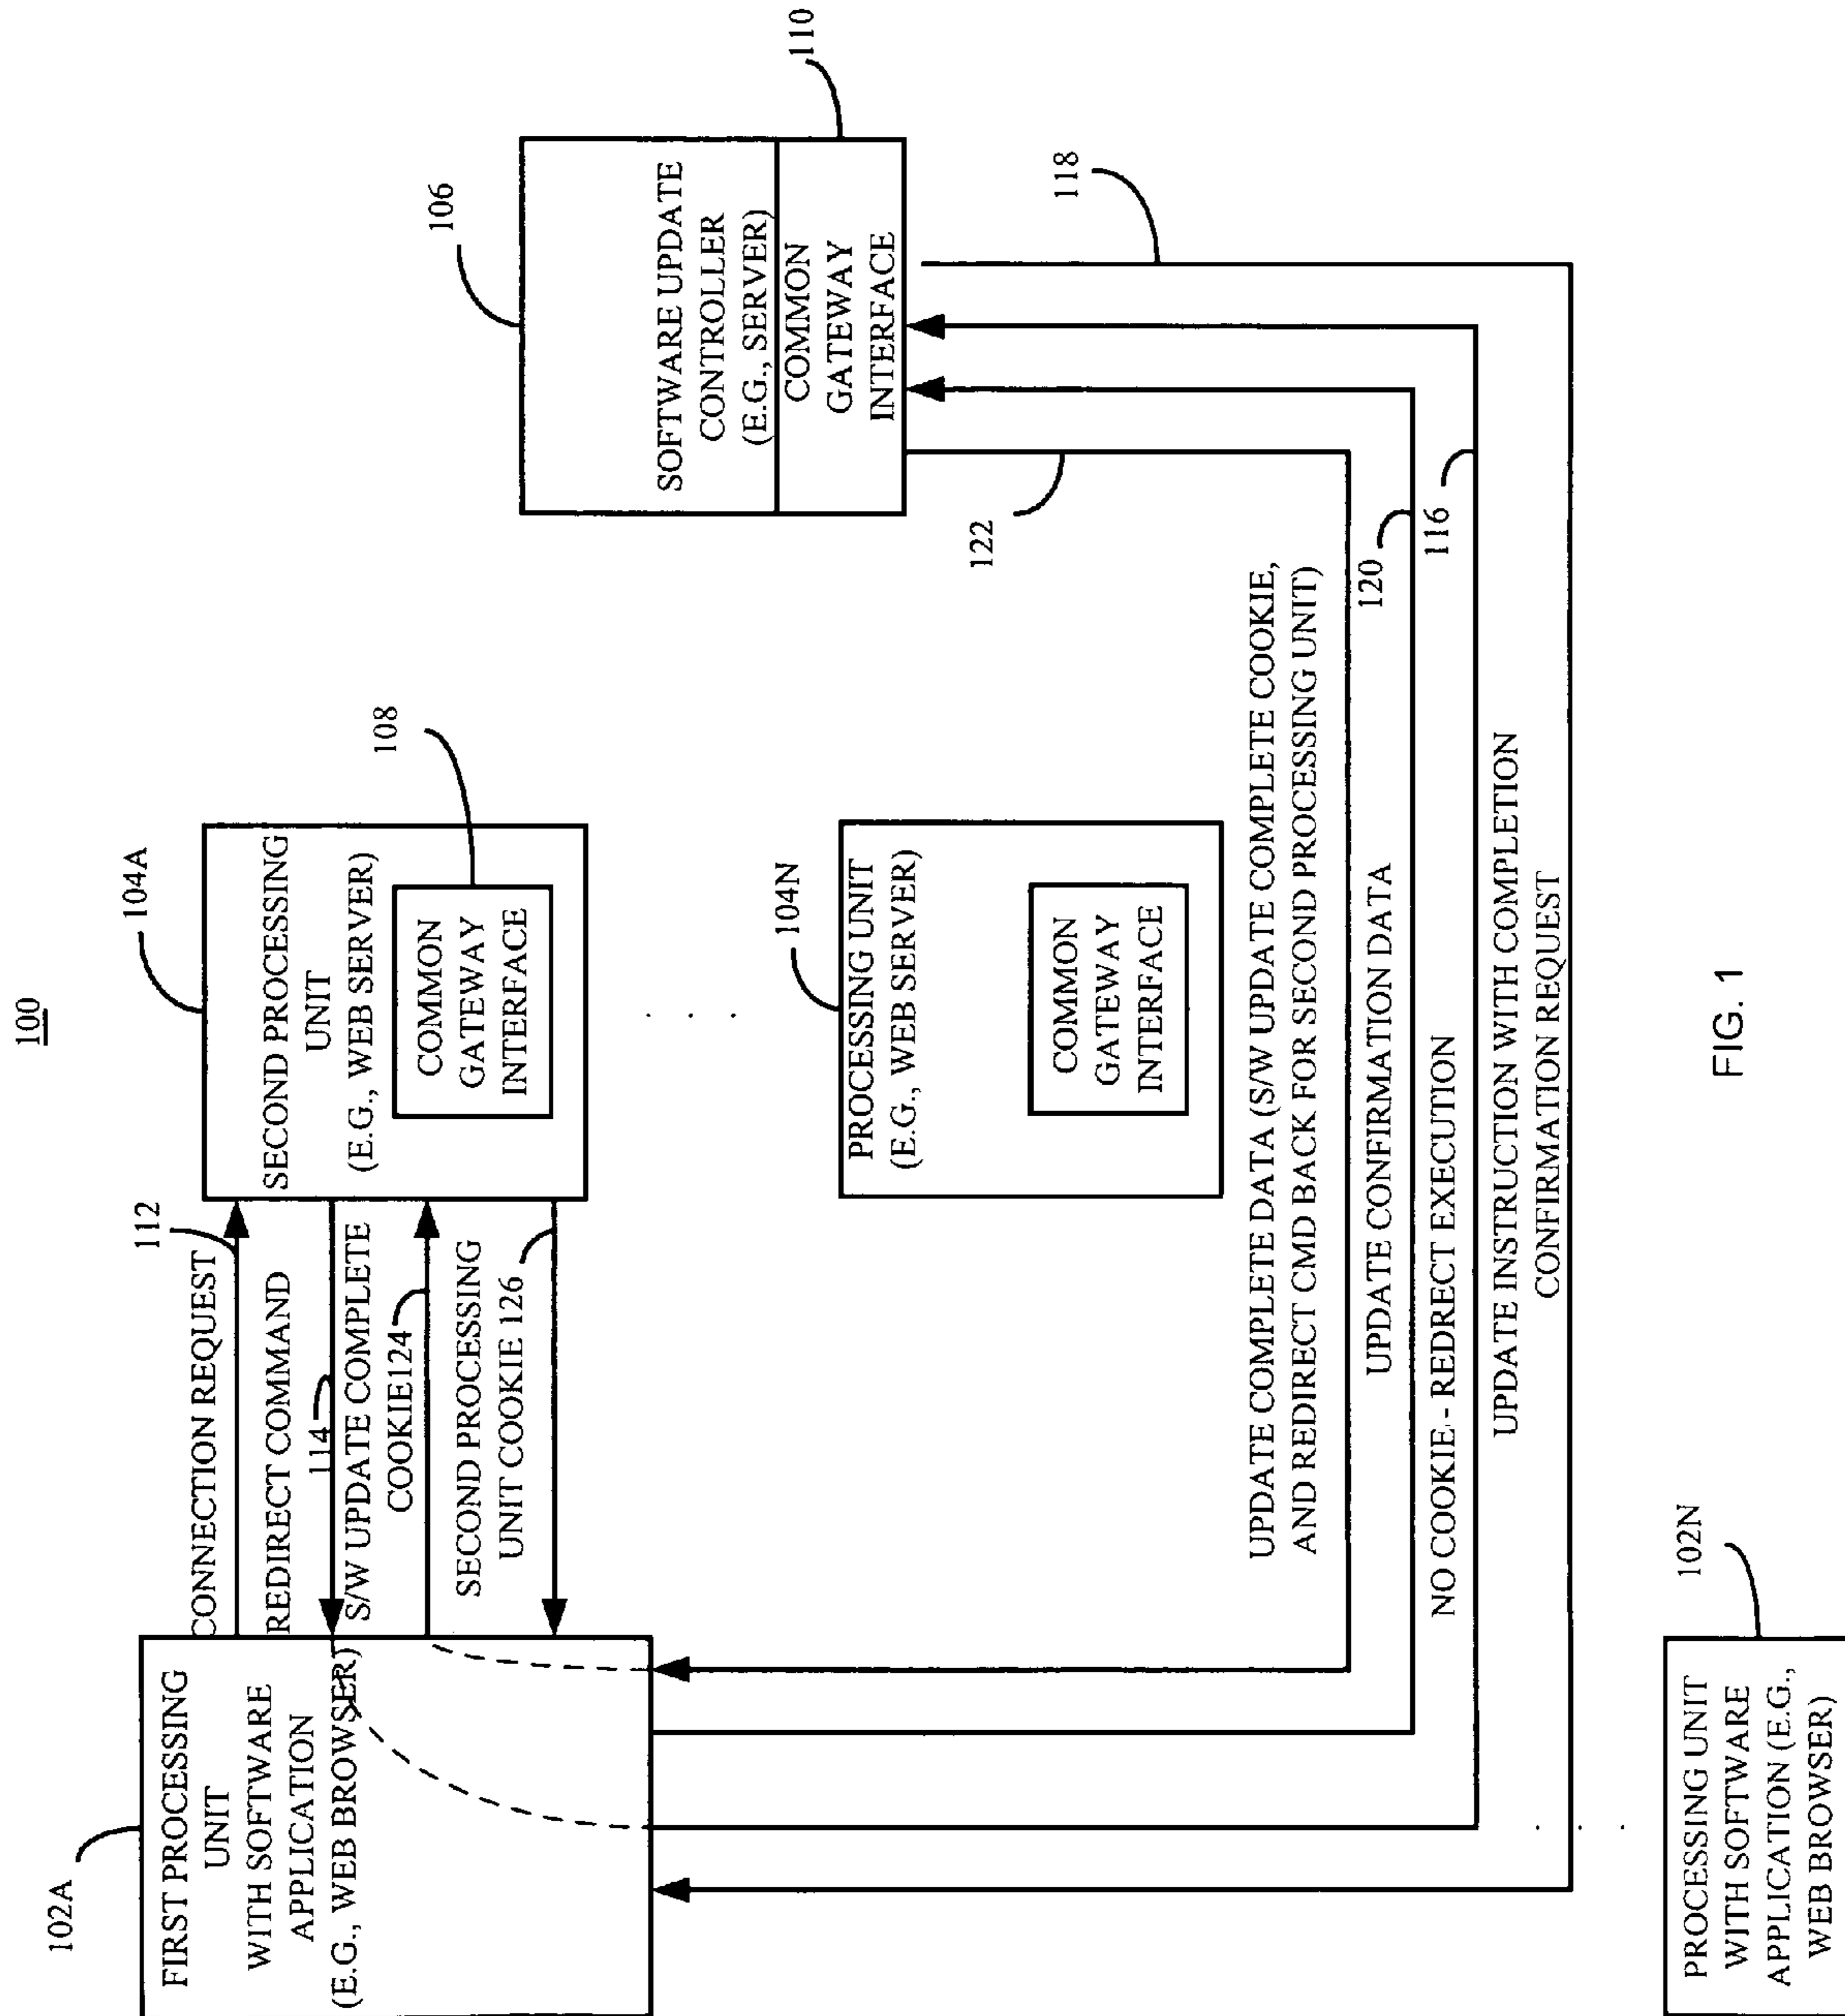 100
102A
FIRST PROCESSING
UNIT
WITH SOFTWARE
APPLICATION
(E.G., WEB BROWSER)
CONNECTION REQUEST
112
REDIRECT COMMAND
114
S/W UPDATE COMPLETE
COOKIE124
SECOND PROCESSING
UNIT COOKIE 126
104A
SECOND PROCESSING
UNIT
(E.G., WEB SERVER)
COMMON
GATEWAY
INTERFACE
108
104N
PROCESSING UNIT
(E.G., WEB SERVER)
COMMON
GATEWAY
INTERFACE
106
SOFTWARE UPDATE
CONTROLLER
(E.G., SERVER)
COMMON
GATEWAY
INTERFACE
110
122
118
UPDATE COMPLETE DATA (S/W UPDATE COMPLETE COOKIE,
AND REDIRECT CMD BACK FOR SECOND PROCESSING UNIT)
120
UPDATE CONFIRMATION DATA
116
NO COOKIE - REDRECT EXECUTION
UPDATE INSTRUCTION WITH COMPLETION
CONFIRMATION REQUEST
102N
PROCESSING UNIT
WITH SOFTWARE
APPLICATION (E.G.,
WEB BROWSER)
FIG. 1